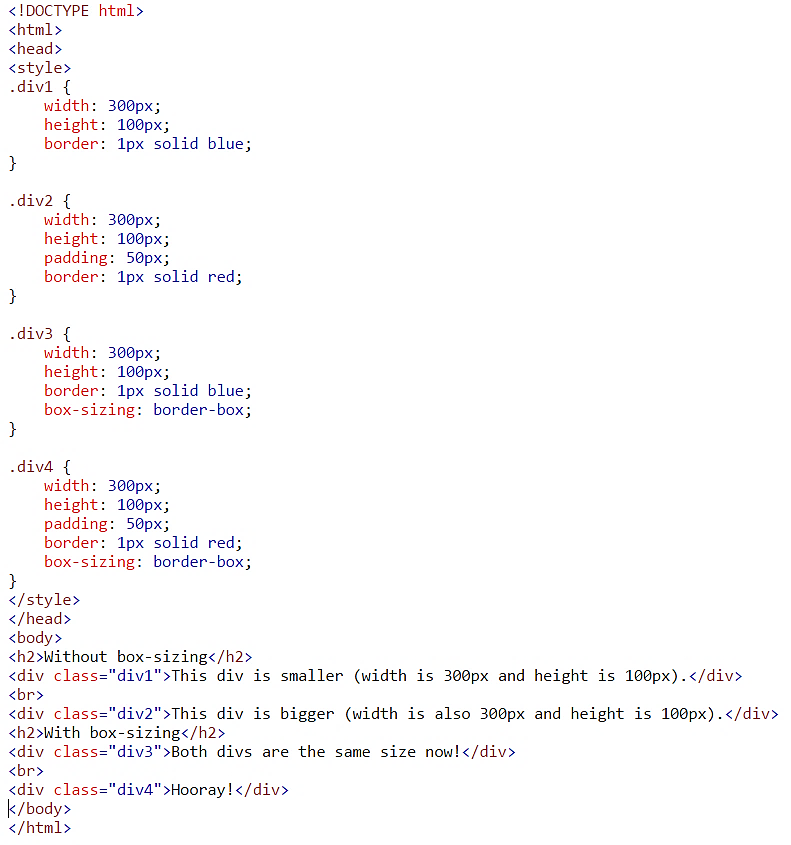 <!DOCTYPE html>
<html>
<head>
<style>
.div1 {
    width: 300px;
    height: 100px;
    border: 1px solid blue;
}

.div2 {
    width: 300px;
    height: 100px;
    padding: 50px;
    border: 1px solid red;
}

.div3 {
    width: 300px;
    height: 100px;
    border: 1px solid blue;
    box-sizing: border-box;
}

.div4 {
    width: 300px;
    height: 100px;
    padding: 50px;
    border: 1px solid red;
    box-sizing: border-box;
}
</style>
</head>
<body>
<h2>Without box-sizing</h2>
<div class="div1">This div is smaller (width is 300px and height is 100px).</div>
<br>
<div class="div2">This div is bigger (width is also 300px and height is 100px).</div>
<h2>With box-sizing</h2>
<div class="div3">Both divs are the same size now!</div>
<br>
<div class="div4">Hooray!</div>
</body>
</html>